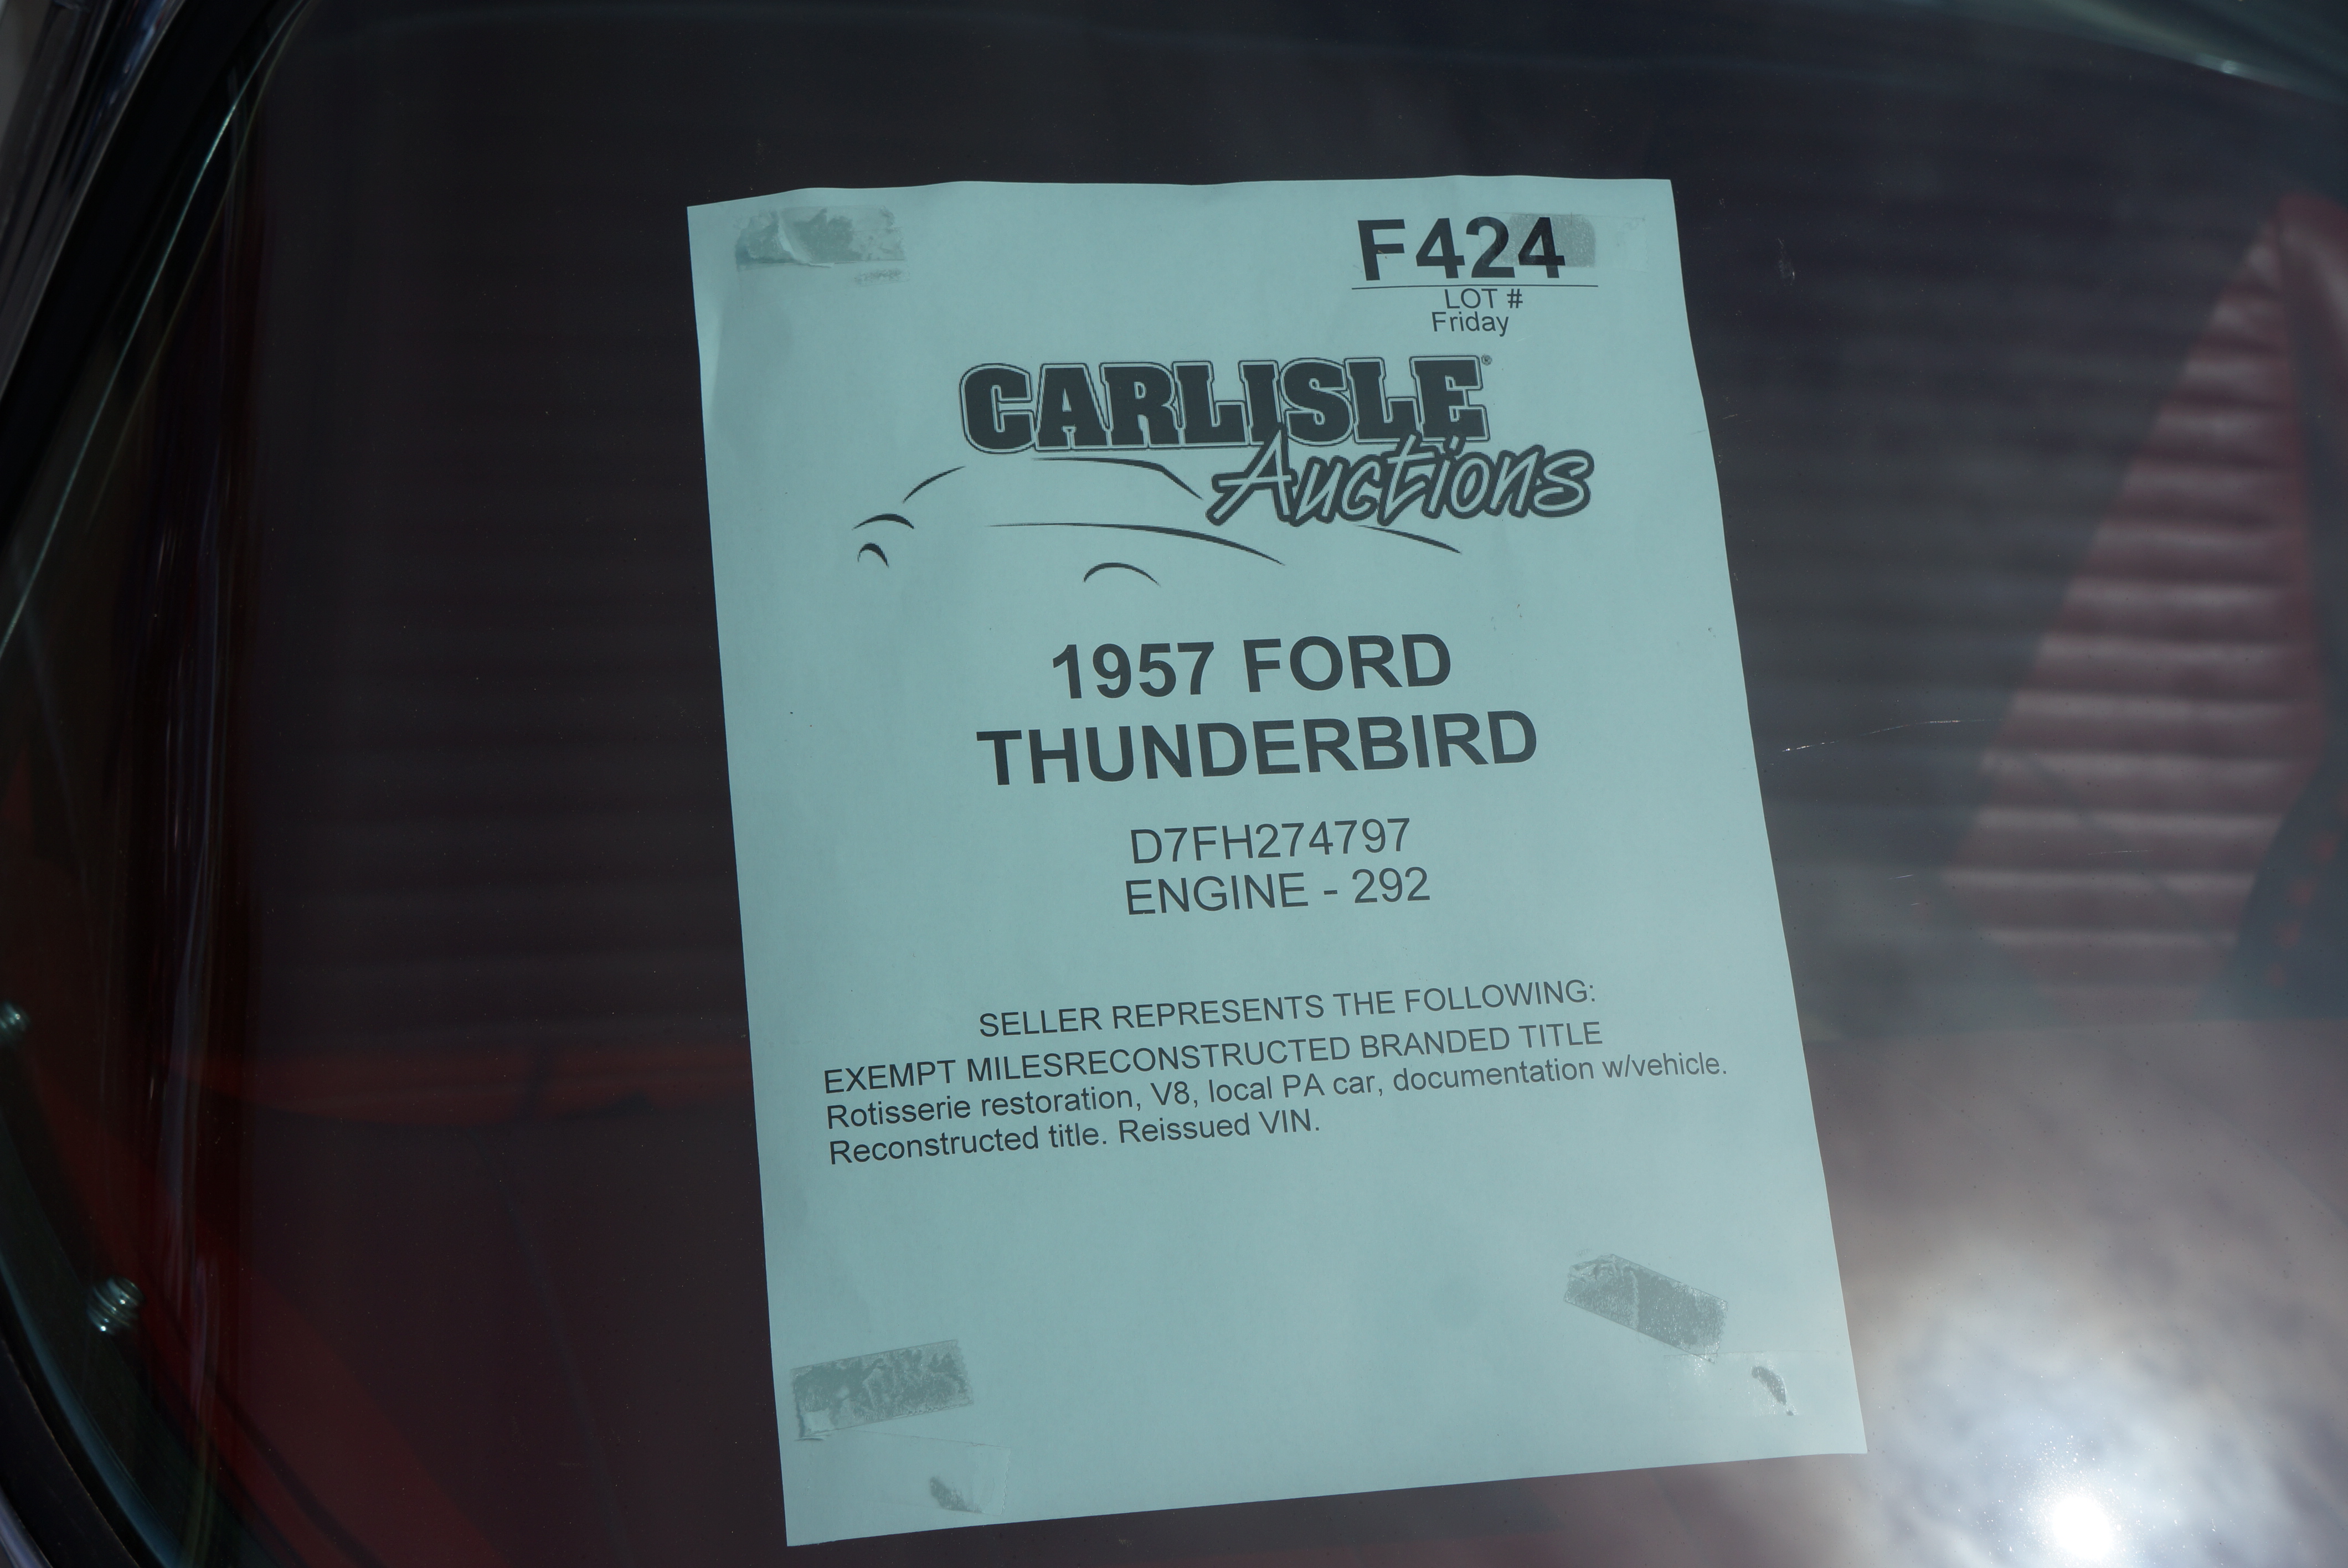 F424
LOT #
Friday
CARLISLE®
Auctions
1957 FORD
THUNDERBIRD
D7FH274797
ENGINE - 292
SELLER REPRESENTS THE FOLLOWING:
EXEMPT MILESRECONSTRUCTED BRANDED TITLE
Rotisserie restoration, V8, local PA car, documentation w/vehicle.
Reconstructed title. Reissued VIN.